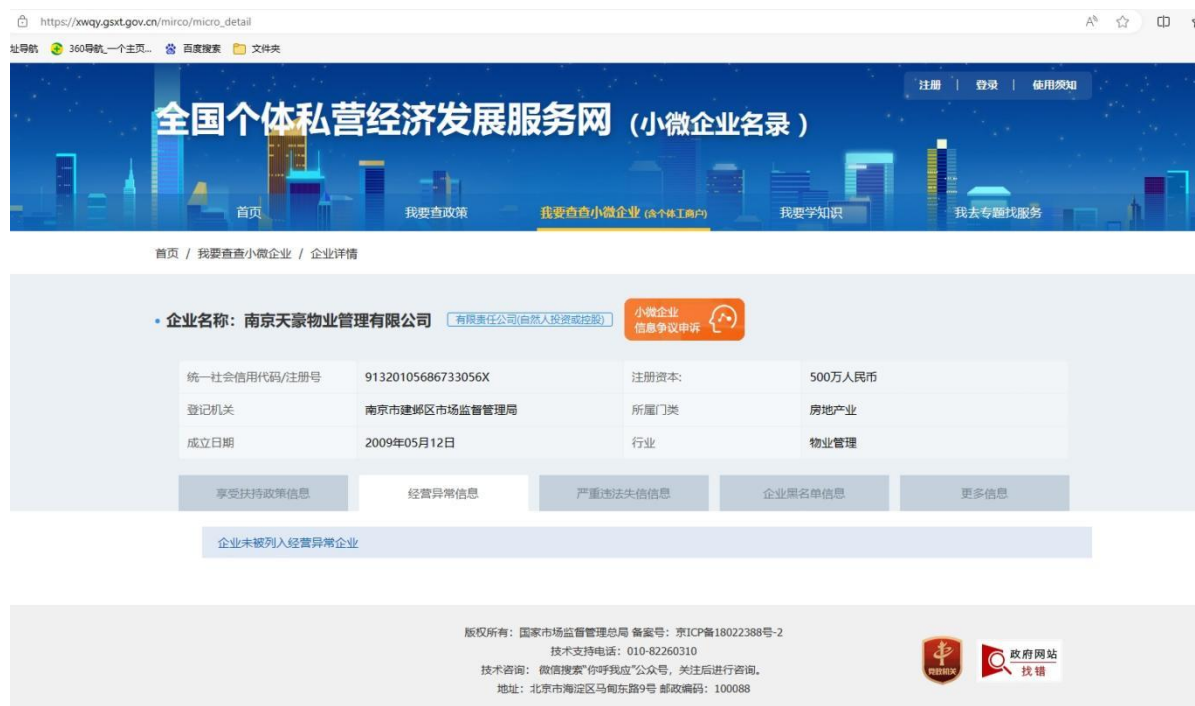 https://xwqy.gsxt.gov.cn/mirco/micro_detail
址导航 360导航_一个主页... 百度搜索 文件夹
注册 | 登录 | 使用须知
全国个体私营经济发展服务网 (小微企业名录 )
首页 我要查政策 我要查查小微企业 (含个体工商户) 我要学知识 我去专题找服务
首页 / 我要查查小微企业 / 企业详情
企业名称：南京天豪物业管理有限公司 有限责任公司(自然人投资或控股) 小微企业
信息争议申诉
统一社会信用代码/注册号 91320105686733056X 注册资本: 500万人民币
登记机关 南京市建邺区市场监督管理局 所属门类 房地产业
成立日期 2009年05月12日 行业 物业管理
享受扶持政策信息 经营异常信息 严重违法失信信息 企业黑名单信息 更多信息
企业未被列入经营异常企业
版权所有：国家市场监督管理总局 备案号：京ICP备18022388号-2
技术支持电话：010-82260310
技术咨询： 微信搜索"你呼我应"公众号，关注后进行咨询。
地址：北京市海淀区马甸东路9号 邮政编码：100088
党政机关
政府网站
找错